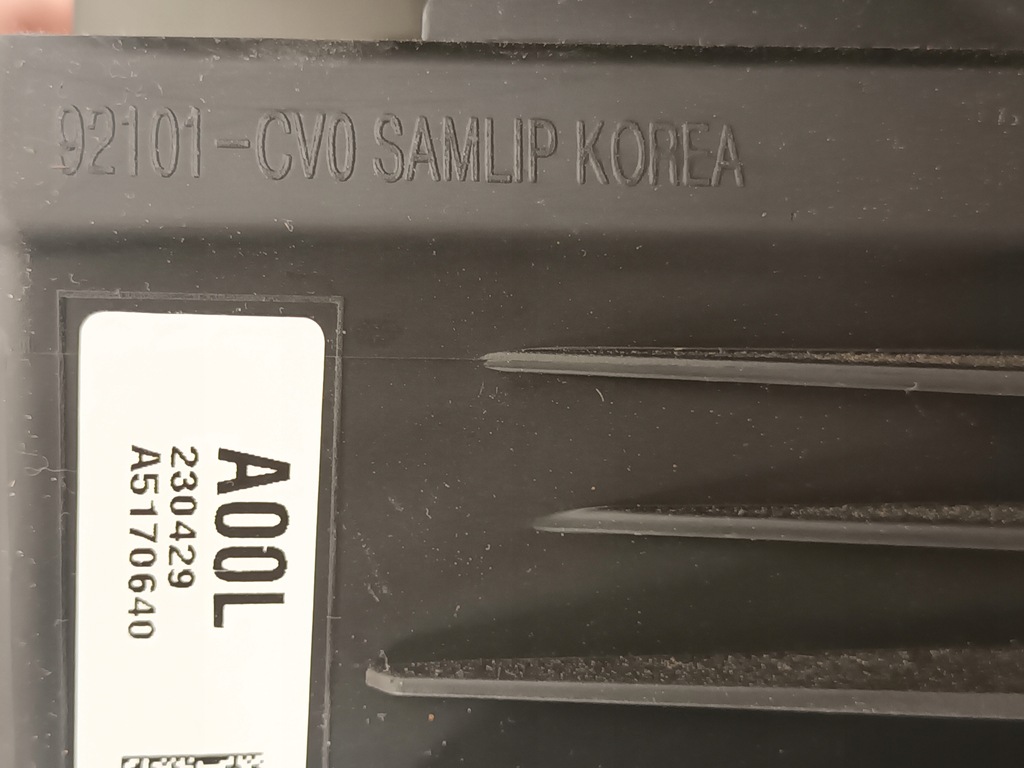 92101-CV0 SAMLIP KOREA
A00L
230429
A5170640